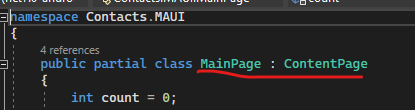 namespace Contacts.MAUI
{
4 references
public partial class MainPage : ContentPage
{
int count = 0;